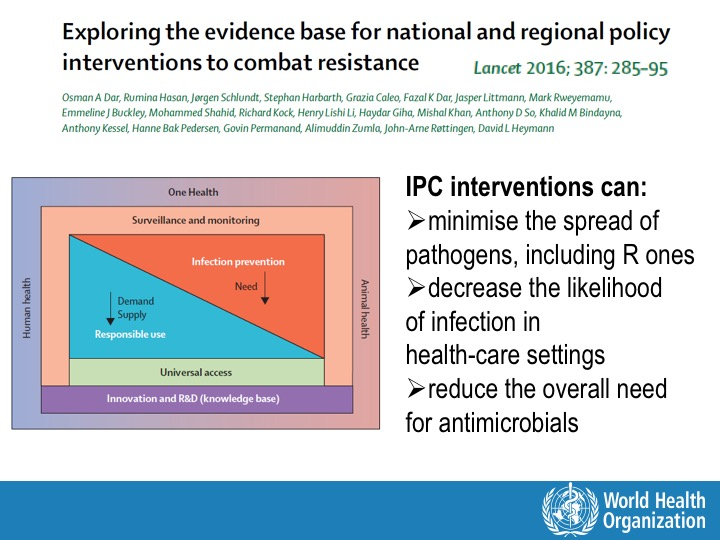 Exploring the evidence base for national and regional policy
interventions to combat resistance
Lancet 2016; 387: 285–95
Osman A Dar, Rumina Hasan, Jørgen Schlundt, Stephan Harbarth, Grazia Caleo, Fazal K Dar, Jasper Littmann, Mark Rweyemamu,
Emmeline J Buckley, Mohammed Shahid, Richard Kock, Henry Lishi Li, Haydar Giha, Mishal Khan, Anthony D So, Khalid M Bindayna,
Anthony Kessel, Hanne Bak Pedersen, Govin Permanand, Alimuddin Zumla, John-Arne Røttingen, David L Heymann
One Health
Surveillance and monitoring
Human health
Infection prevention
Need
Demand
Supply
Responsible use
Animal health
Universal access
Innovation and R&D (knowledge base)
IPC interventions can:
➢minimise the spread of
pathogens, including R ones
➢decrease the likelihood
of infection in
health-care settings
➢reduce the overall need
for antimicrobials
World Health
Organization